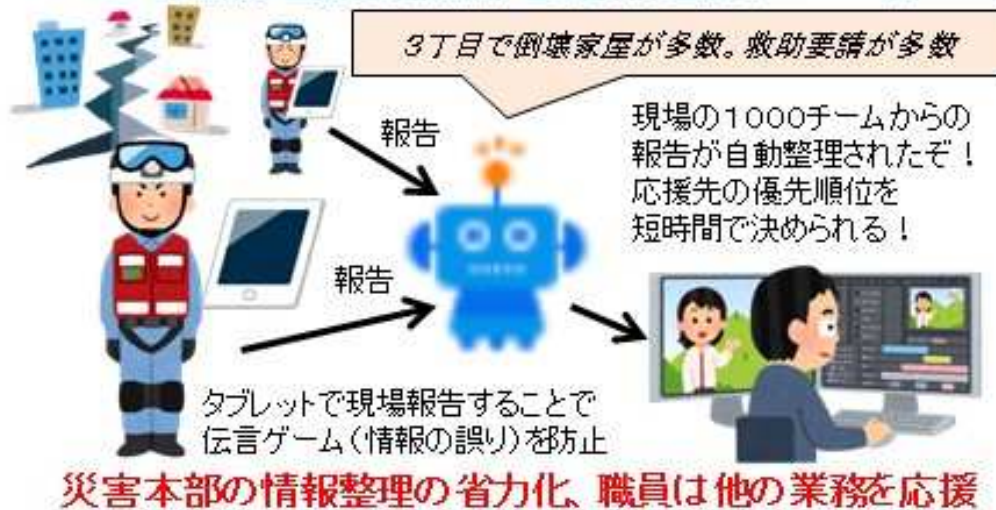 3丁目で倒壊家屋が多数。救助要請が多数
報告
現場の1000チームからの
報告が自動整理されたぞ！
応援先の優先順位を
短時間で決められる！
報告
タブレットで現場報告することで
伝言ゲーム(情報の誤り)を防止
災害本部の情報整理の省力化、職員は他の業務を応援